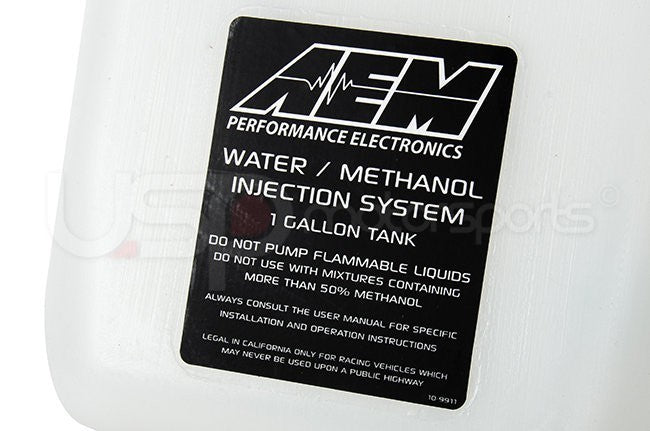 AEM
PERFORMANCE ELECTRONICS
WATER / METHANOL
INJECTION SYSTEM
1 GALLON TANK
DO NOT PUMP FLAMMABLE LIQUIDS
DO NOT USE WITH MIXTURES CONTAINING
MORE THAN 50% METHANOL
ALWAYS CONSULT THE USER MANUAL FOR SPECIFIC
INSTALLATION AND OPERATION INSTRUCTIONS
LEGAL IN CALIFORNIA ONLY FOR RACING VEHICLES WHICH
MAY NEVER BE USED UPON A PUBLIC HIGHWAY
10-9911
USP motorsports ©